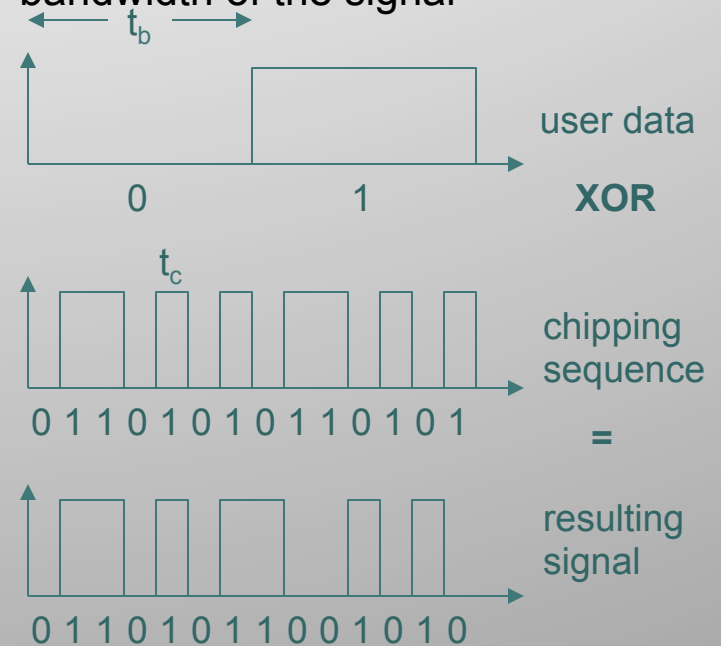 bandwidth of the signal
t_b
user data
0 1 XOR
t_c
chipping
sequence
0 1 1 0 1 0 1 0 1 1 0 1 0 1
=
resulting
signal
0 1 1 0 1 0 1 1 0 0 1 0 1 0